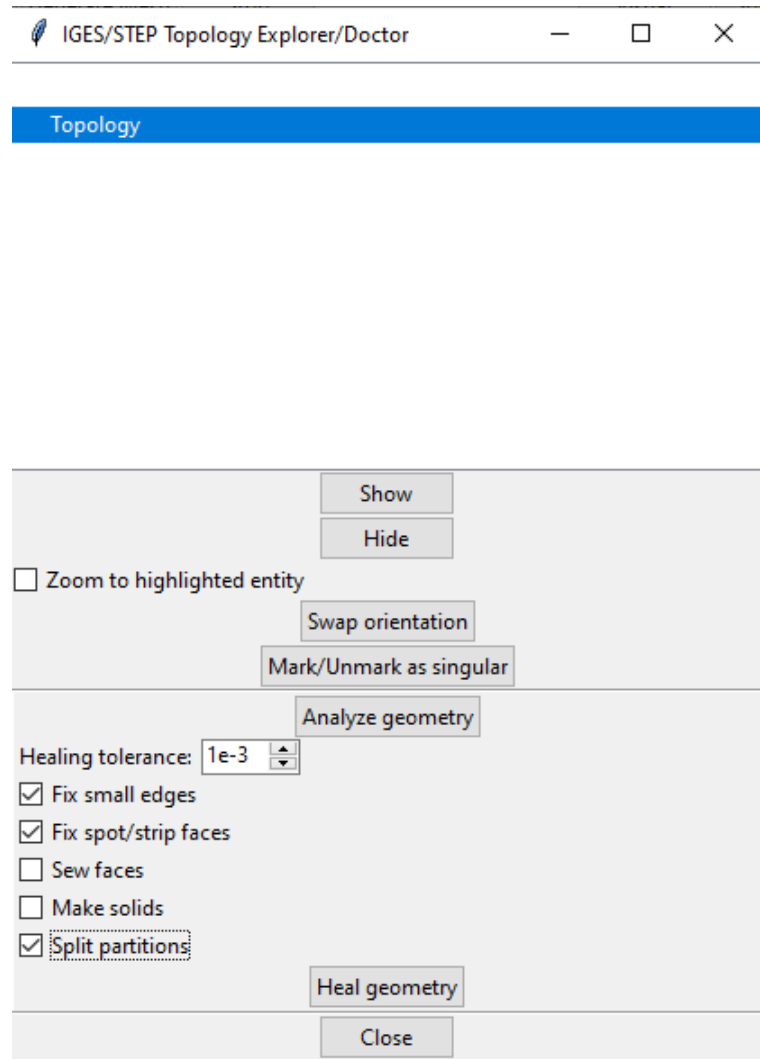 IGES/STEP Topology Explorer/Doctor
Topology
Show
Hide
Zoom to highlighted entity
Swap orientation
Mark/Unmark as singular
Analyze geometry
Healing tolerance: 1e-3
Fix small edges
Fix spot/strip faces
Sew faces
Make solids
Split partitions
Heal geometry
Close